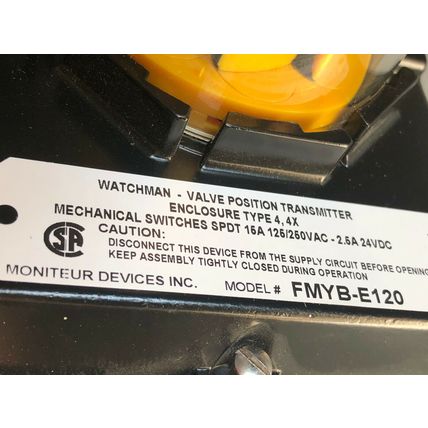 WATCHMAN - VALVE POSITION TRANSMITTER
ENCLOSURE TYPE 4, 4X
MECHANICAL SWITCHES SPDT 15A 125/250VAC - 2.5A 24VDC
CAUTION:
DISCONNECT THIS DEVICE FROM THE SUPPLY CIRCUIT BEFORE OPENING
KEEP ASSEMBLY TIGHTLY CLOSED DURING OPERATION
SA
MONITEUR DEVICES INC. MODEL # FMYB-E120